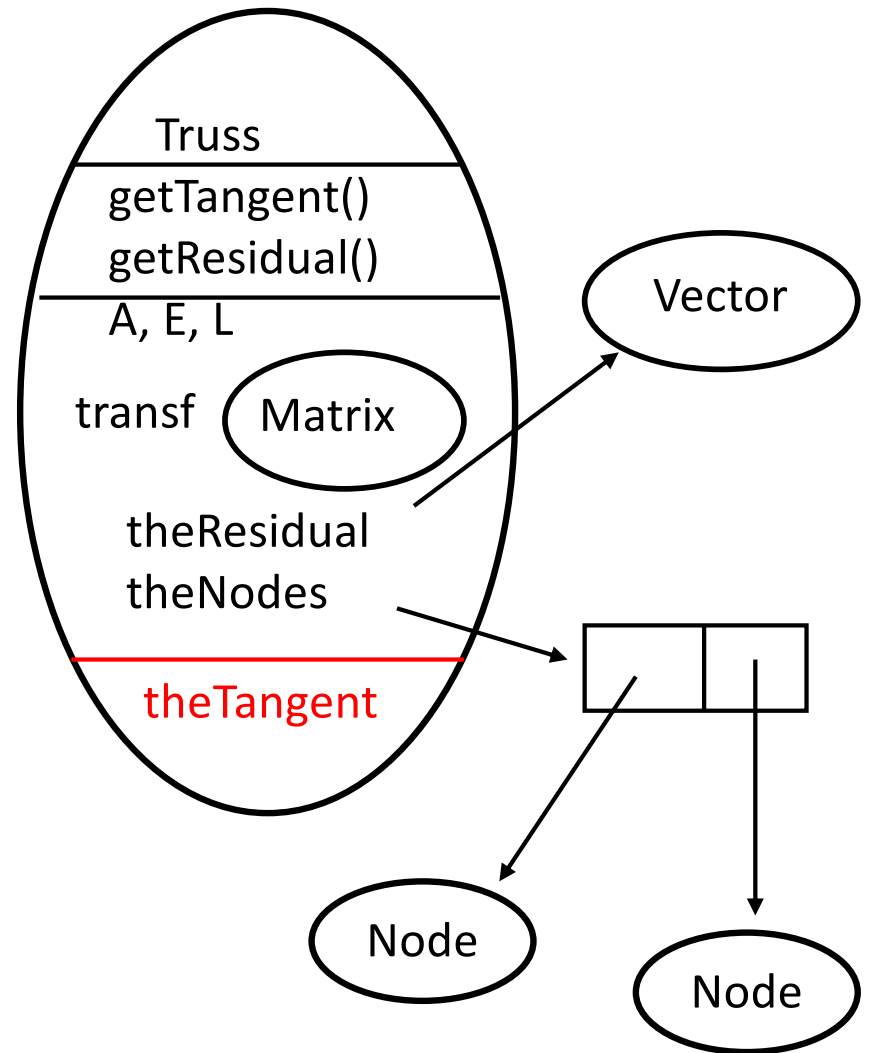 Truss
getTangent()
getResidual()
A, E, L
transf
Matrix
theResidual
theNodes
theTangent
Vector
Node
Node